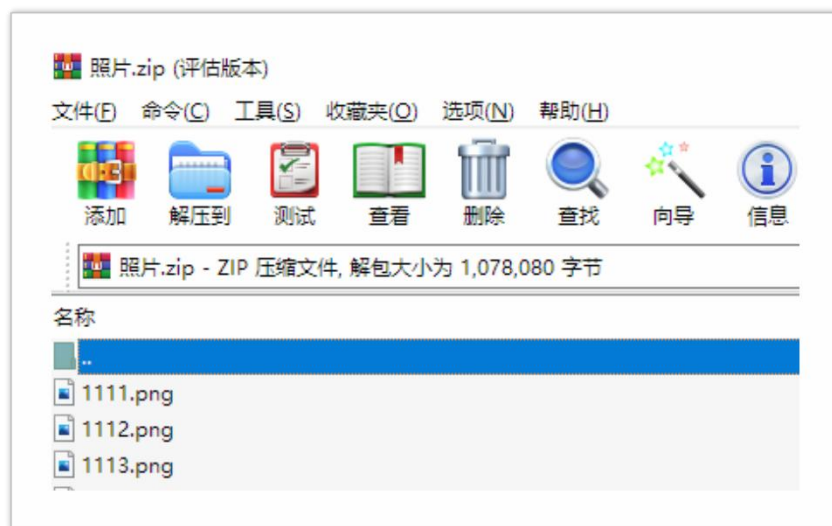 照片.zip (评估版本)
文件(F) 命令(C) 工具(S) 收藏夹(O) 选项(N) 帮助(H)
添加 解压到 测试 查看 删除 查找 向导 信息
照片.zip - ZIP 压缩文件, 解包大小为 1,078,080 字节
名称
..
1111.png
1112.png
1113.png